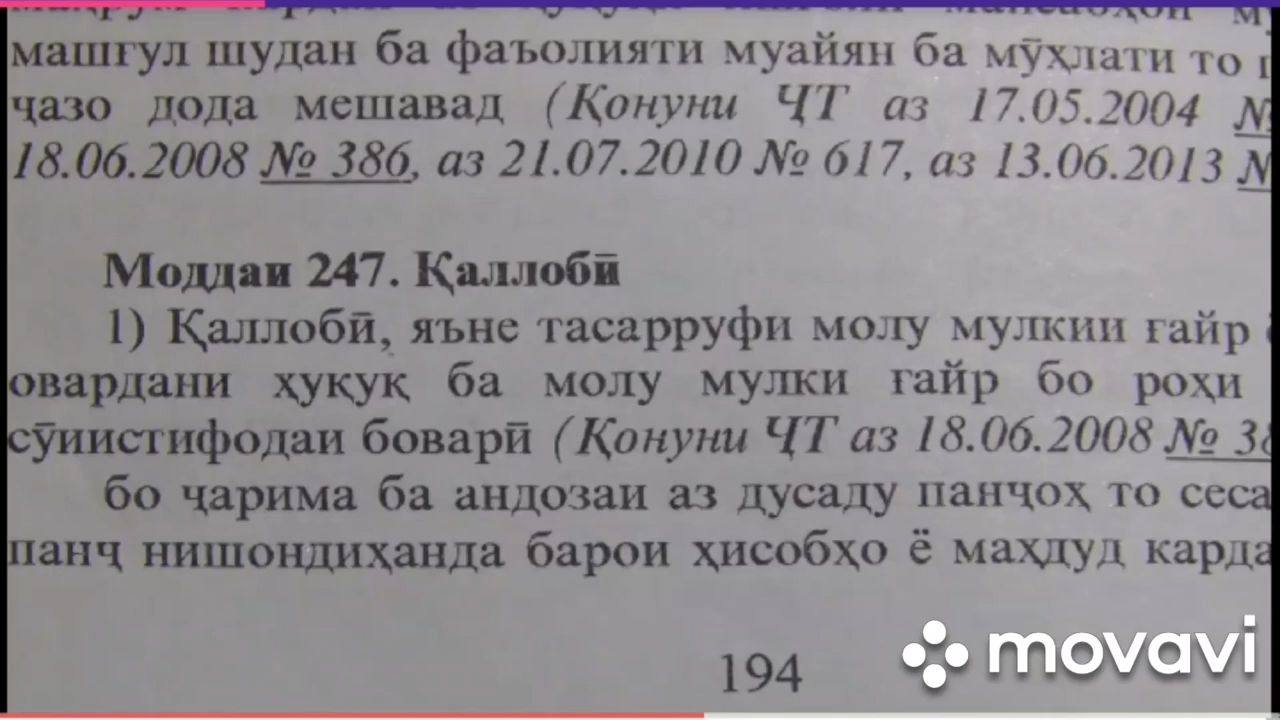 машғул шудан ба фаъолияти муайян ба мӯҳлати то
ҷазо дода мешавад (Қонуни ҶТ аз 17.05.2004
18.06.2008 № 386, аз 21.07.2010 № 617, аз 13.06.2013
Моддаи 247. Қаллобӣ
1) Қаллобӣ, яъне тасарруфи молу мулкии ғайр
овардани ҳуқуқ ба молу мулки ғайр бо роҳи
сӯиистифодаи боварӣ (Қонуни ҶТ аз 18.06.2008 № 38
бо ҷарима ба андозаи аз дусаду панҷоҳ то сеса
панҷ нишондиҳанда барои ҳисобҳо ё маҳдуд карда
194
movavi